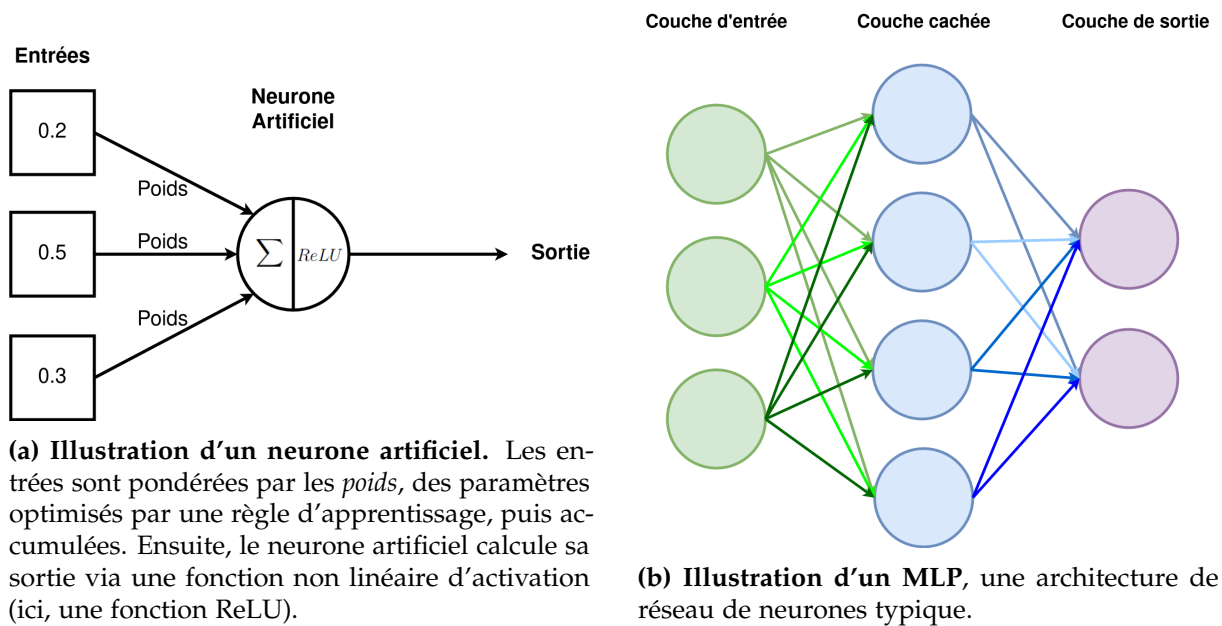 Entrées
Neurone
Artificiel
0.2
Poids
0.5
Poids
∑ ReLU
Sortie
Poids
0.3
(a) Illustration d'un neurone artificiel. Les en-
trées sont pondérées par les poids, des paramètres
optimisés par une règle d'apprentissage, puis ac-
cumulées. Ensuite, le neurone artificiel calcule sa
sortie via une fonction non linéaire d'activation
(ici, une fonction ReLU).
Couche d'entrée
Couche cachée
Couche de sortie
(b) Illustration d'un MLP, une architecture de
réseau de neurones typique.